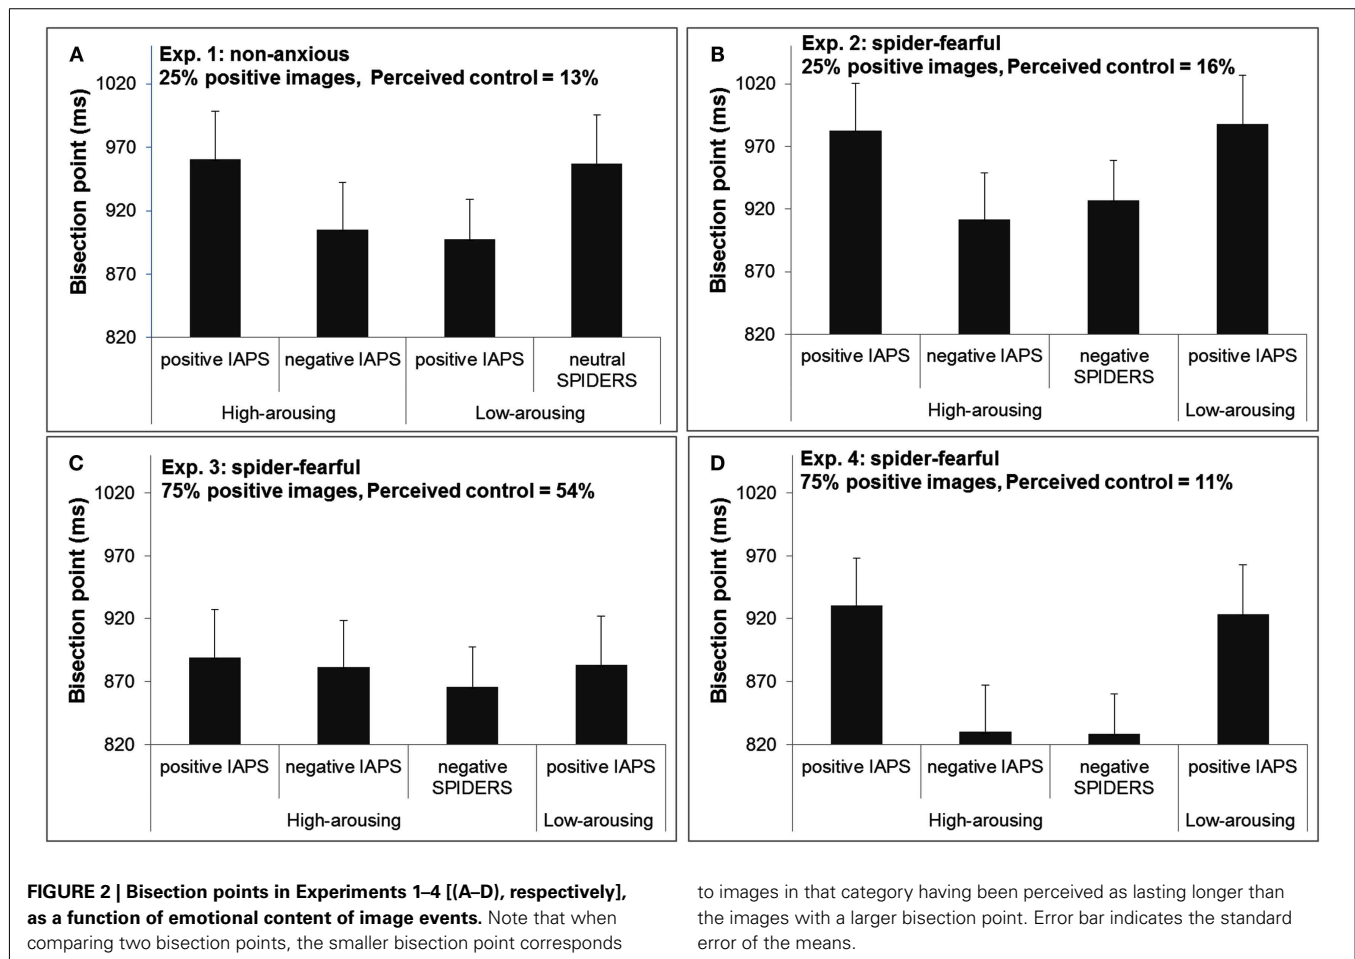 A
Exp. 1: non-anxious
25% positive images, Perceived control = 13%
Bisection point (ms)
1020
970
920
870
820
positive IAPS
negative IAPS
positive IAPS
neutral
SPIDERS
High-arousing
Low-arousing
B
Exp. 2: spider-fearful
25% positive images, Perceived control = 16%
Bisection point (ms)
1020
970
920
870
820
positive IAPS
negative IAPS
negative
SPIDERS
positive IAPS
High-arousing
Low-arousing
C
Exp. 3: spider-fearful
75% positive images, Perceived control = 54%
Bisection point (ms)
1020
970
920
870
820
positive IAPS
negative IAPS
negative
SPIDERS
positive IAPS
High-arousing
Low-arousing
D
Exp. 4: spider-fearful
75% positive images, Perceived control = 11%
Bisection point (ms)
1020
970
920
870
820
positive IAPS
negative IAPS
negative
SPIDERS
positive IAPS
High-arousing
Low-arousing
FIGURE 2 | Bisection points in Experiments 1–4 [(A–D), respectively],
as a function of emotional content of image events. Note that when
comparing two bisection points, the smaller bisection point corresponds
to images in that category having been perceived as lasting longer than
the images with a larger bisection point. Error bar indicates the standard
error of the means.